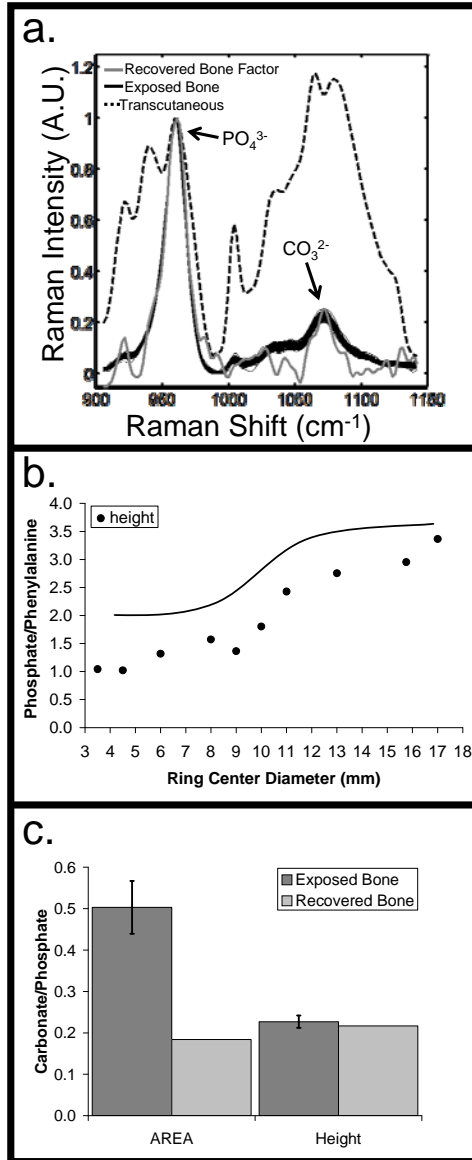 a.
Recovered Bone Factor
Exposed Bone
Transcutaneous
PO₄³⁻
CO₃²⁻
1.2
1
0.8
0.6
0.4
0.2
0
Raman Intensity (A.U.)
900 950 1000 1050 1100 1150
Raman Shift (cm⁻¹)
b.
height
4.0
3.5
3.0
2.5
2.0
1.5
1.0
0.5
0.0
Phosphate/Phenylalanine
3 4 5 6 7 8 9 10 11 12 13 14 15 16 17 18
Ring Center Diameter (mm)
c.
Exposed Bone
Recovered Bone
0.6
0.5
0.4
0.3
0.2
0.1
0.0
Carbonate/Phosphate
AREA Height